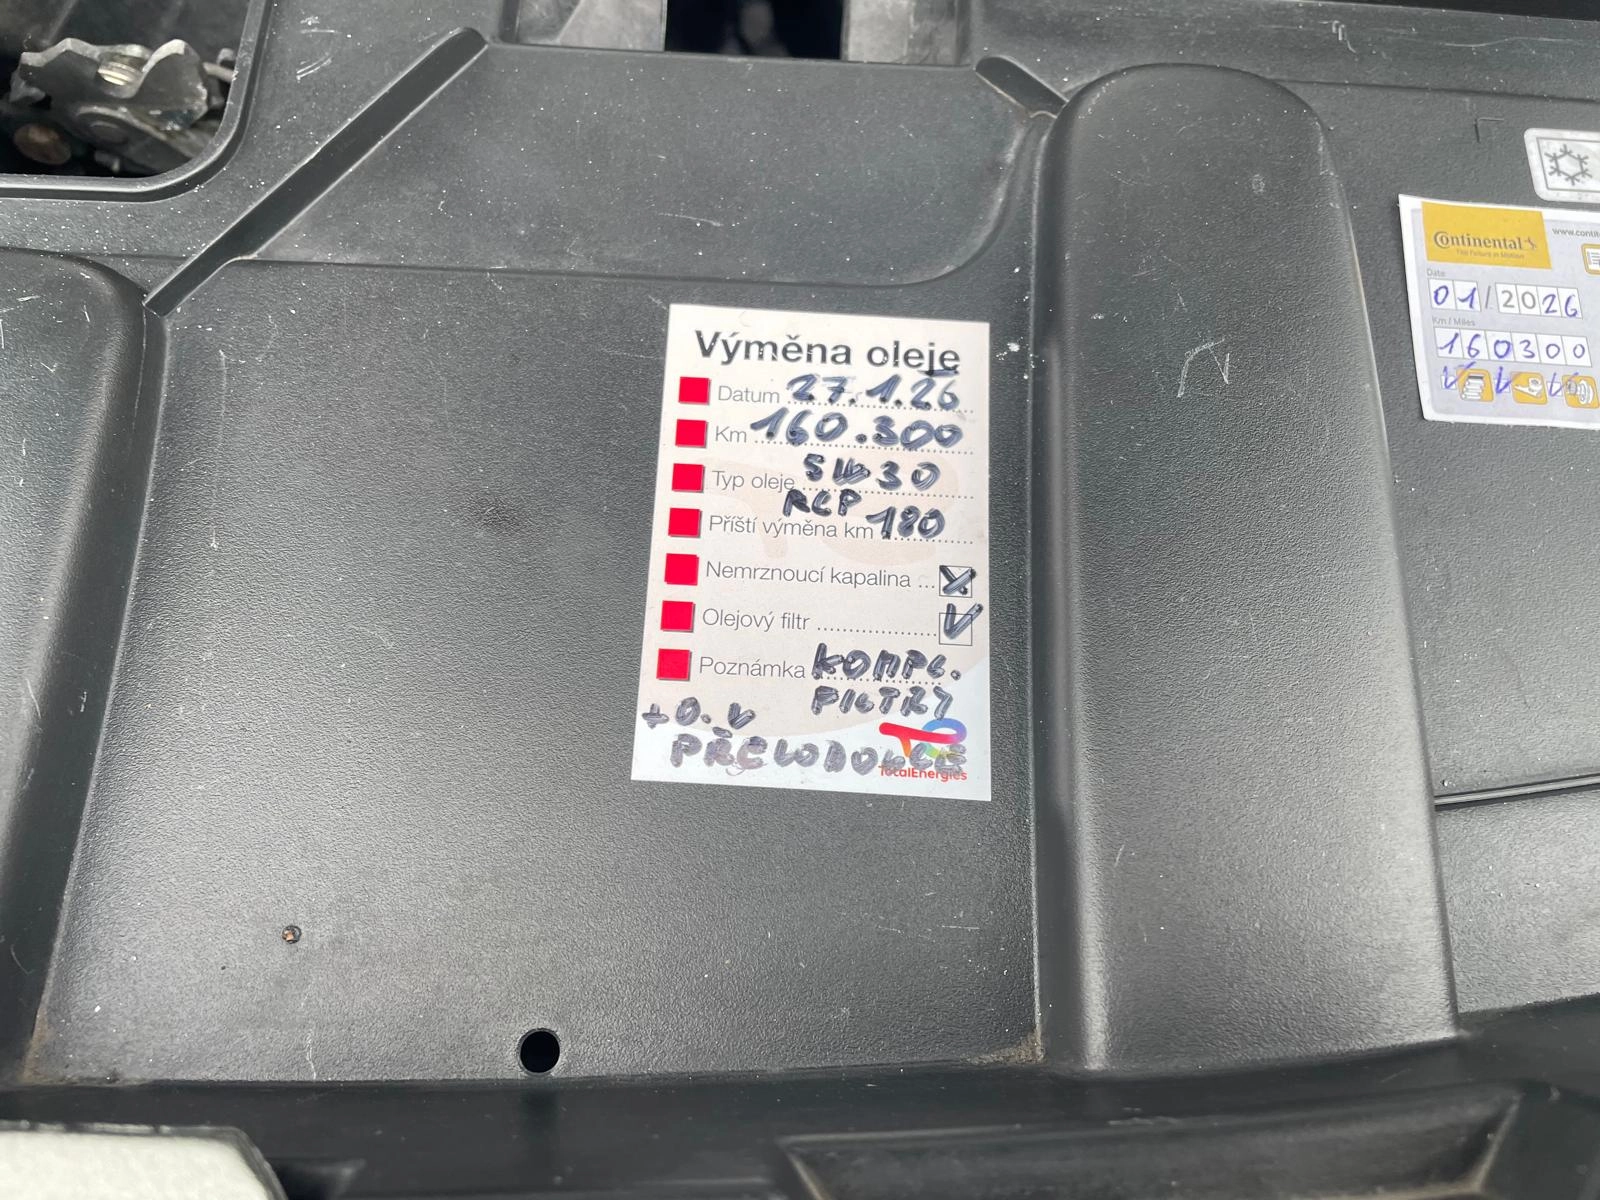 Výměna oleje
Datum 27.1.26
Km 160.300
Typ oleje 5W30
RCP
Příští výměna km 180
Nemrznoucí kapalina
Olejový filtr
Poznámka KOMPL.
FILTRY
+ O. V
PŘEVODOVCE
TotalEnergies
Continental
The Future in Motion
Date
01/2026
Km / Miles
160300